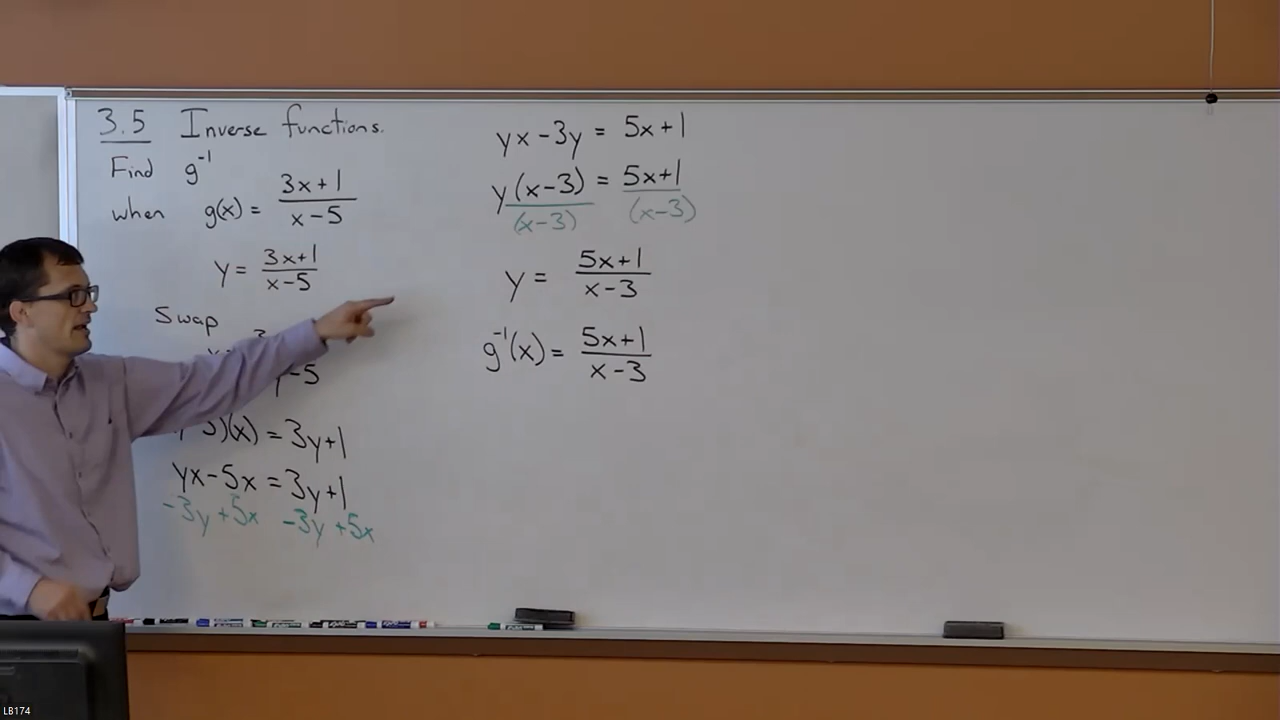 3.5 Inverse functions.
Find g⁻¹
when g(x) = (3x+1)/(x-5)
y = (3x+1)/(x-5)
Swap
-5
)(x) = 3y+1
yx-5x = 3y+1
-3y +5x -3y +5x
yx - 3y = 5x+1
y(x-3) = 5x+1
(x-3) (x-3)
y = (5x+1)/(x-3)
g⁻¹(x) = (5x+1)/(x-3)
LB174